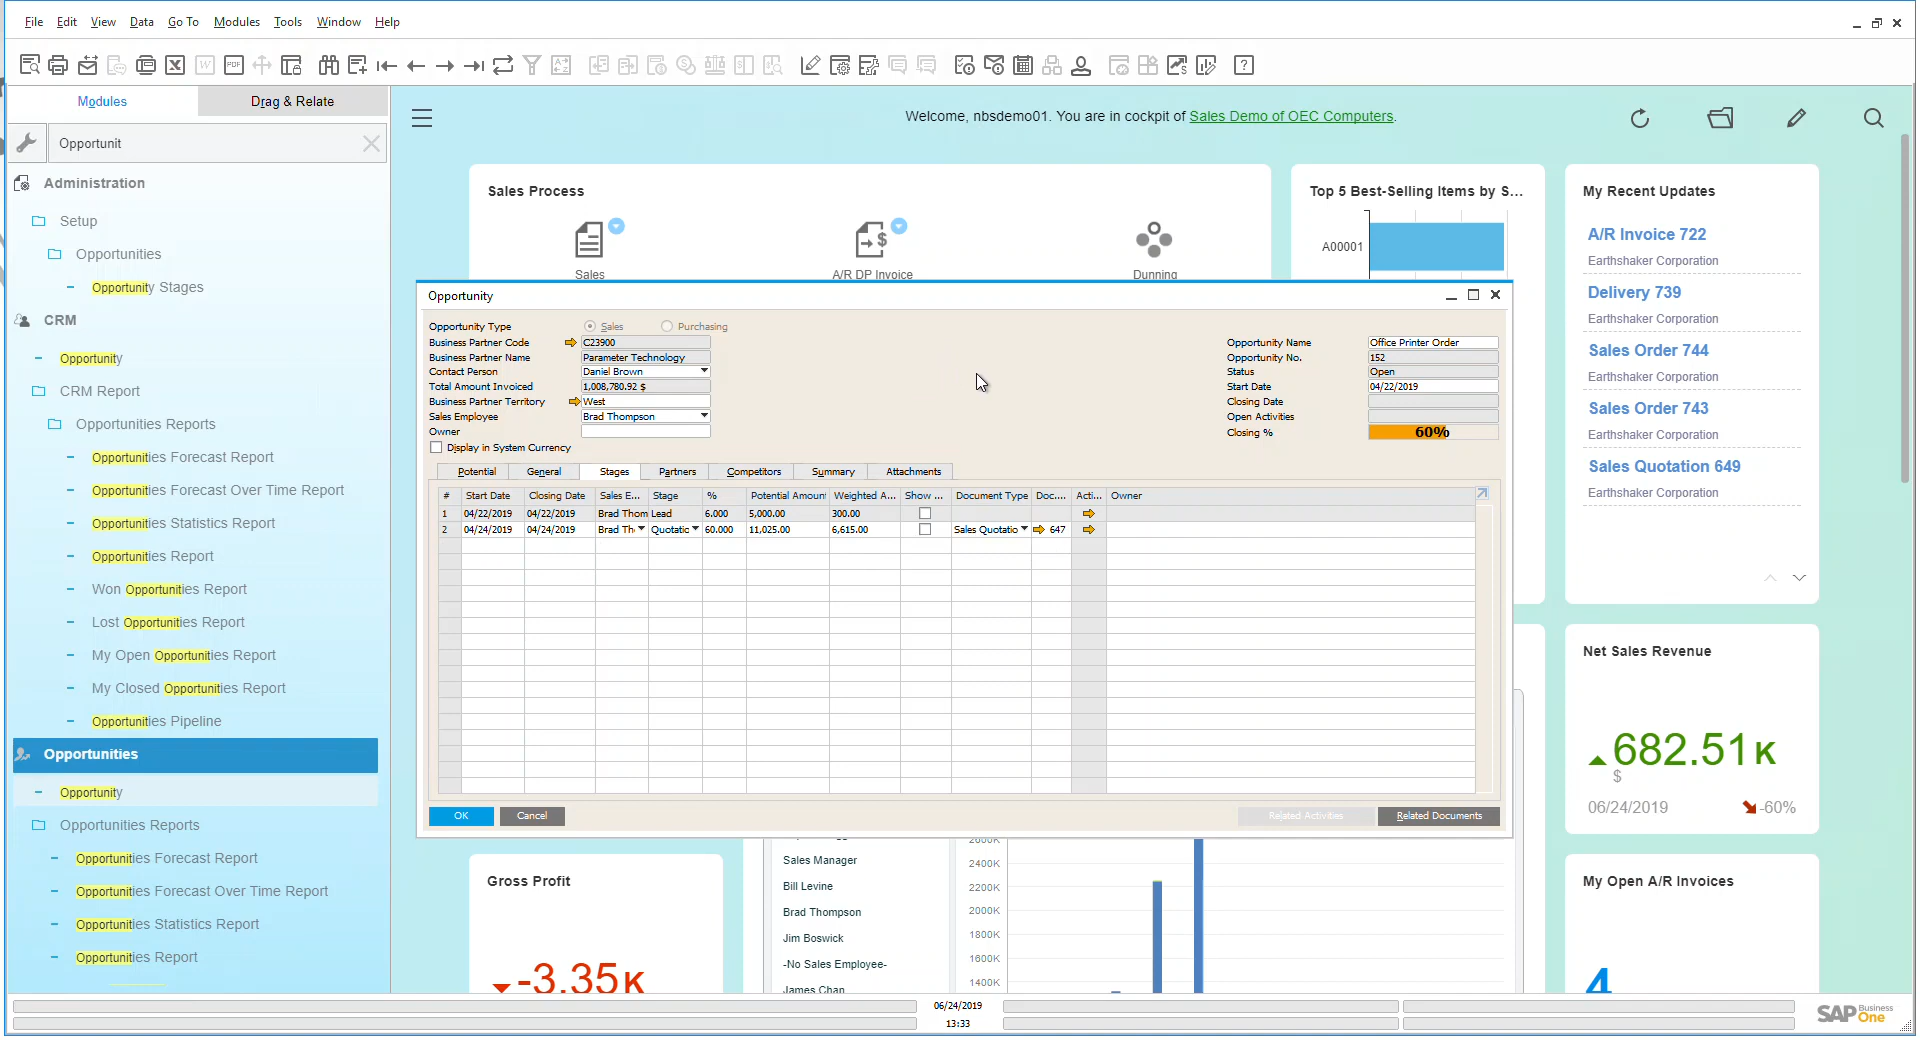 File Edit View Data Go To Modules Tools Window Help
Modules Drag & Relate
Opportunit
Administration
Setup
Opportunities
Opportunity Stages
CRM
Opportunity
CRM Report
Opportunities Reports
Opportunities Forecast Report
Opportunities Forecast Over Time Report
Opportunities Statistics Report
Opportunities Report
Won Opportunities Report
Lost Opportunities Report
My Open Opportunities Report
My Closed Opportunities Report
Opportunities Pipeline
Opportunities
Opportunity
Opportunities Reports
Opportunities Forecast Report
Opportunities Forecast Over Time Report
Opportunities Statistics Report
Opportunities Report
Welcome, nbsdemo01. You are in cockpit of Sales Demo of OEC Computers.
Sales Process
Sales
A/R DP Invoice
Dunning
Top 5 Best-Selling Items by S...
A00001
My Recent Updates
A/R Invoice 722
Earthshaker Corporation
Delivery 739
Earthshaker Corporation
Sales Order 744
Earthshaker Corporation
Sales Order 743
Earthshaker Corporation
Sales Quotation 649
Earthshaker Corporation
Opportunity
Opportunity Type Sales Purchasing
Business Partner Code C23900
Business Partner Name Parameter Technology
Contact Person Daniel Brown
Total Amount Invoiced 1,008,780.92 $
Business Partner Territory West
Sales Employee Brad Thompson
Owner
Display in System Currency
Opportunity Name Office Printer Order
Opportunity No. 152
Status Open
Start Date 04/22/2019
Closing Date
Open Activities
Closing % 60%
Potential General Stages Partners Competitors Summary Attachments
# Start Date Closing Date Sales E... Stage % Potential Amount Weighted A... Show ... Document Type Doc.... Acti... Owner
1 04/22/2019 04/22/2019 Brad Thom Lead 6.000 5,000.00 300.00
2 04/24/2019 04/24/2019 Brad Th Quotatio 60.000 11,025.00 6,615.00 Sales Quotatio 647
OK Cancel Related Activities Related Documents
Net Sales Revenue
682.51K
$
06/24/2019 -60%
Gross Profit
-3.35K
Sales Manager
Bill Levine
Brad Thompson
Jim Boswick
-No Sales Employee-
James Chan
2600K
2400K
2200K
2000K
1800K
1600K
1400K
My Open A/R Invoices
4
06/24/2019
13:33
SAP Business One